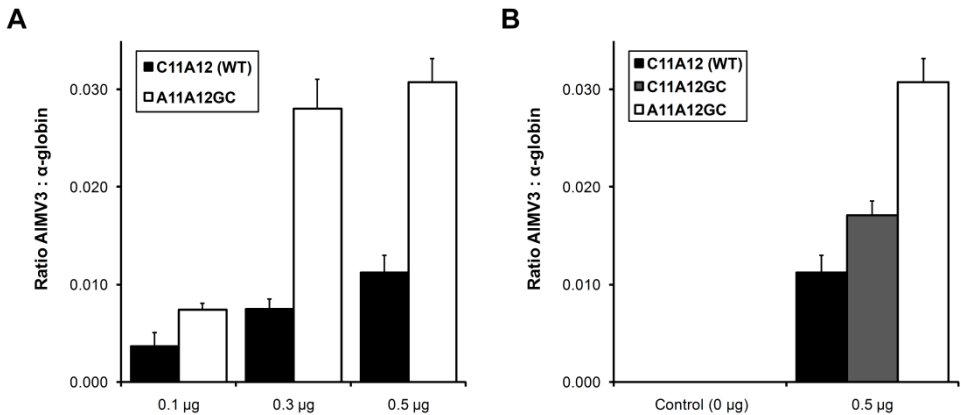 A
Ratio AIMV3 : α-globin
0.030
0.020
0.010
0.000
C11A12 (WT)
A11A12GC
0.1 µg
0.3 µg
0.5 µg
B
Ratio AIMV3 : α-globin
0.030
0.020
0.010
0.000
C11A12 (WT)
C11A12GC
A11A12GC
Control (0 µg)
0.5 µg